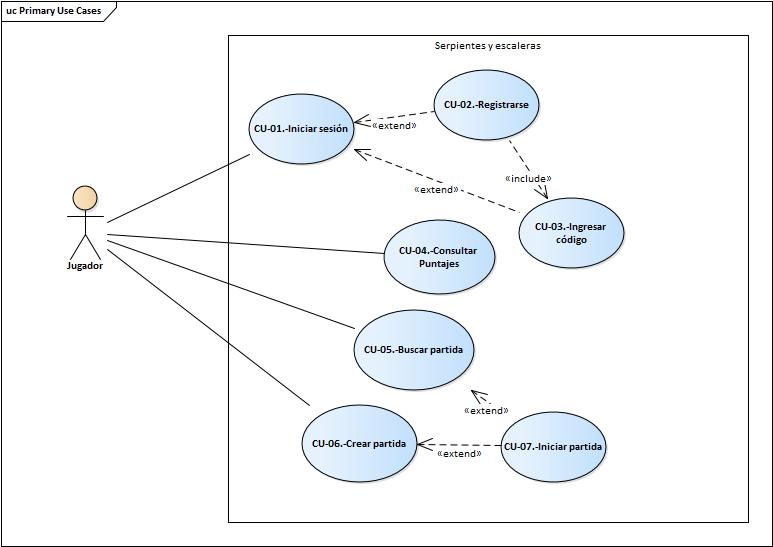 uc Primary Use Cases
Serpientes y escaleras
CU-01.-Iniciar sesión
CU-02.-Registrarse
«extend»
«include»
«extend»
CU-03.-Ingresar
código
Jugador
CU-04.-Consultar
Puntajes
CU-05.-Buscar partida
«extend»
CU-06.-Crear partida
«extend»
CU-07.-Iniciar partida